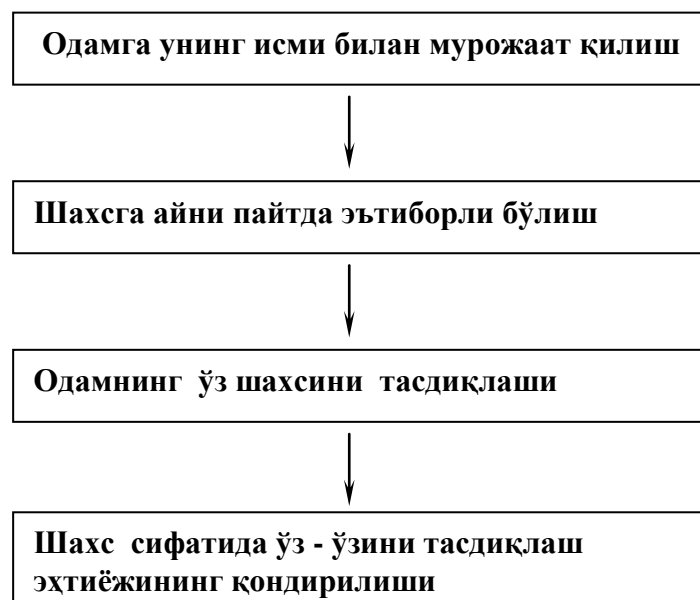 Одамга унинг исми билан мурожаат қилиш
Шахсга айни пайтда эътиборли бўлиш
Одамнинг ўз шахсини тасдиқлаши
Шахс сифатида ўз - ўзини тасдиқлаш
эҳтиёжининг қондирилиши